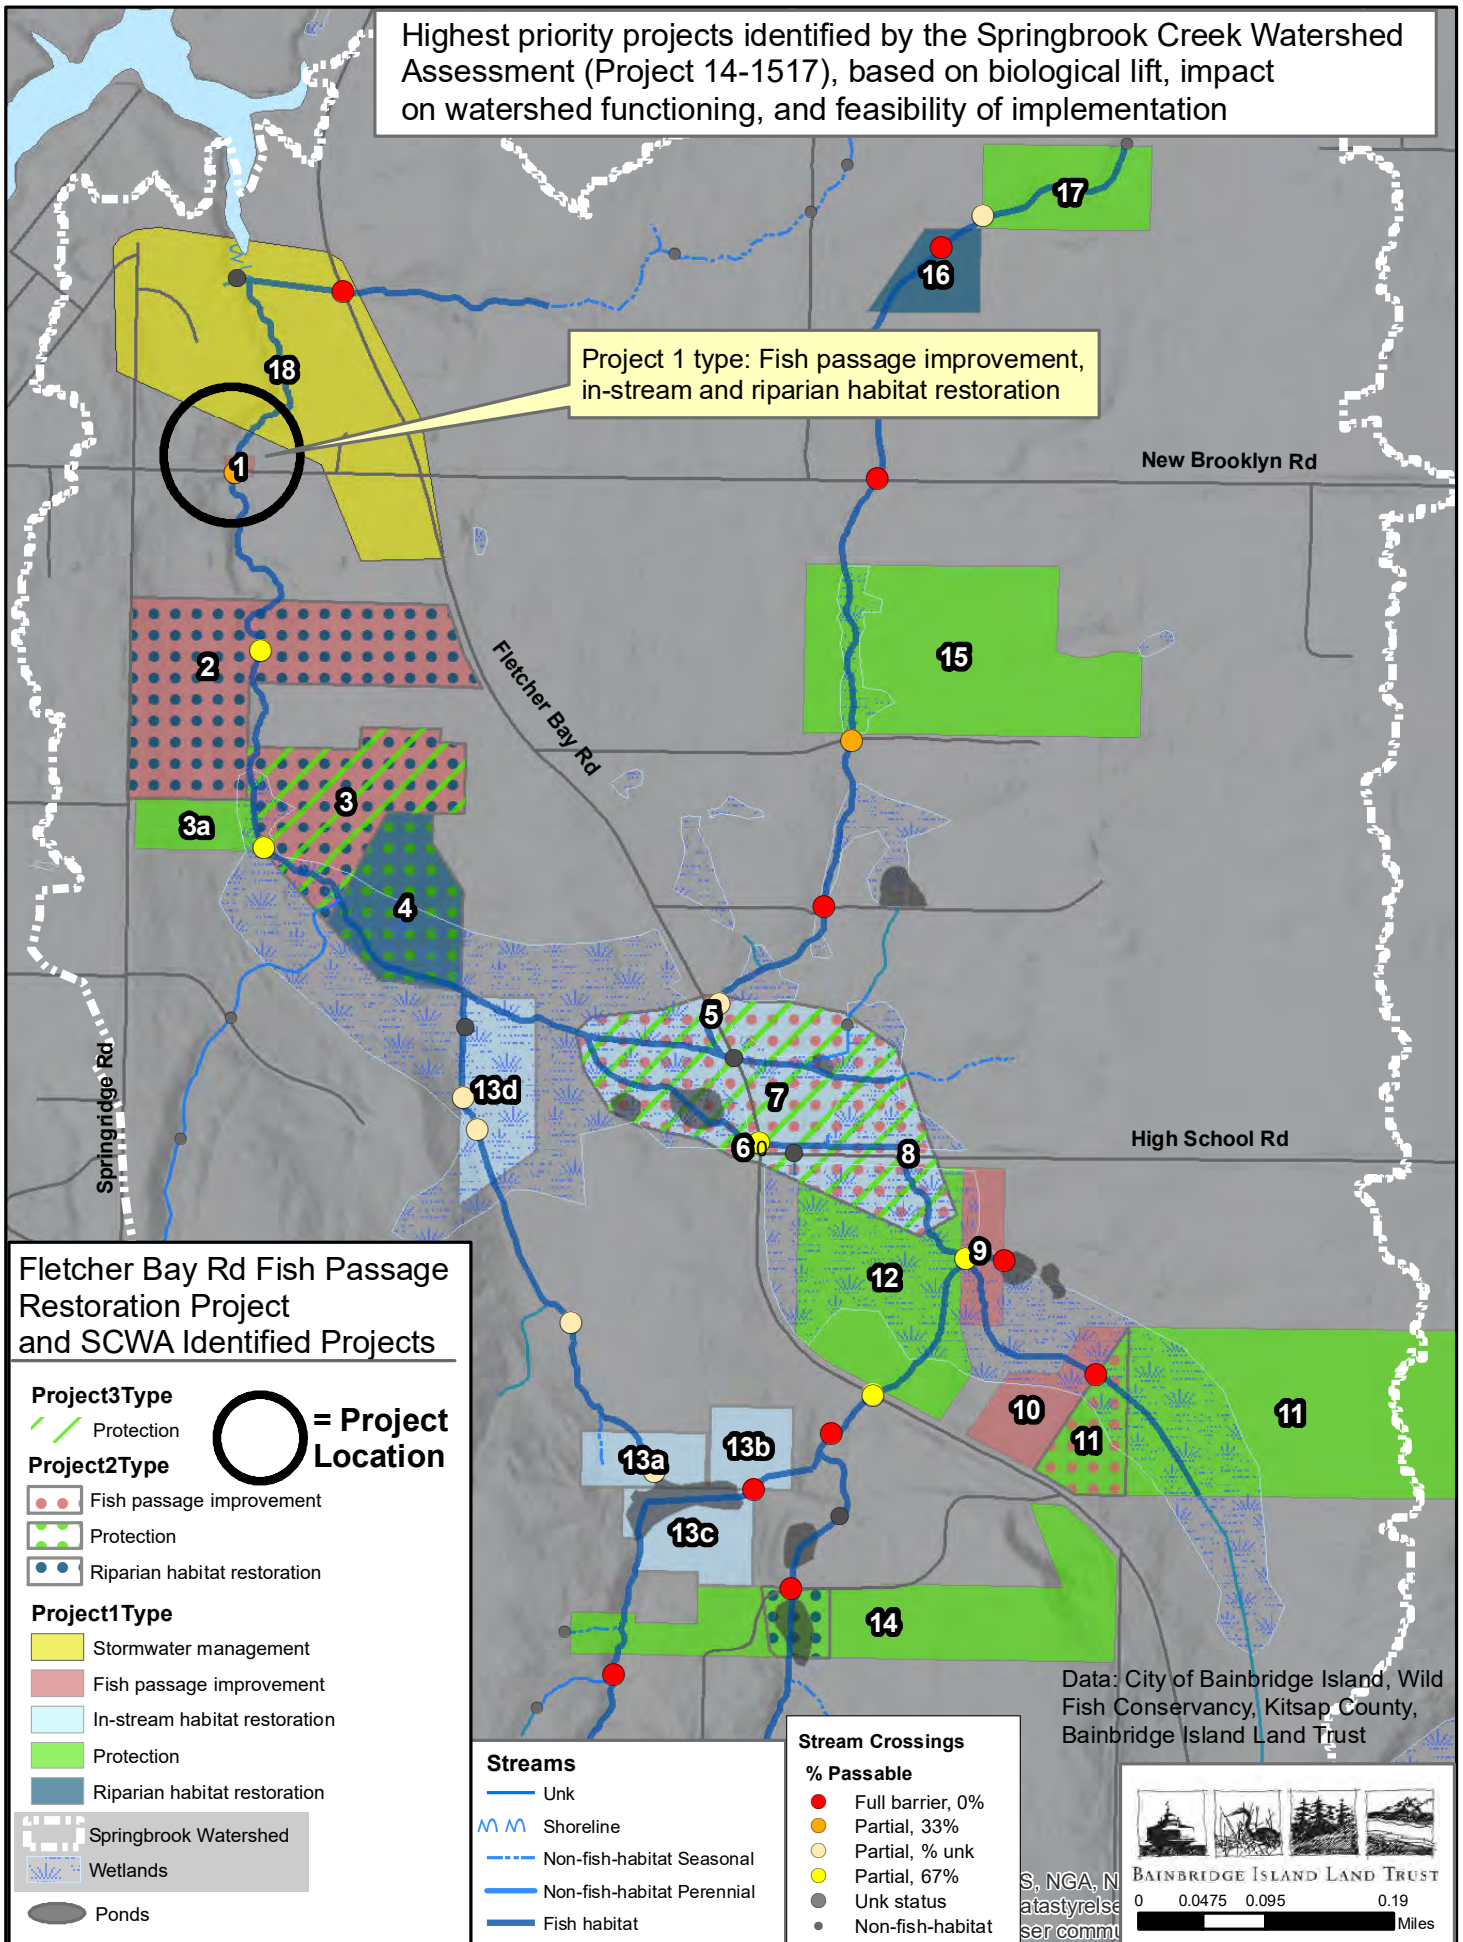 Highest priority projects identified by the Springbrook Creek Watershed
Assessment (Project 14-1517), based on biological lift, impact
on watershed functioning, and feasibility of implementation
17
16
18
Project 1 type: Fish passage improvement,
in-stream and riparian habitat restoration
1
New Brooklyn Rd
2
15
Fletcher Bay Rd
3
3a
4
5
13d
7
6
8
High School Rd
Springridge Rd
9
12
10
11
11
13a
13b
13c
14
Fletcher Bay Rd Fish Passage
Restoration Project
and SCWA Identified Projects
Project3Type
Protection
= Project
Location
Project2Type
Fish passage improvement
Protection
Riparian habitat restoration
Project1Type
Stormwater management
Fish passage improvement
In-stream habitat restoration
Protection
Riparian habitat restoration
Springbrook Watershed
Wetlands
Ponds
Streams
Unk
Shoreline
Non-fish-habitat Seasonal
Non-fish-habitat Perennial
Fish habitat
Stream Crossings
% Passable
Full barrier, 0%
Partial, 33%
Partial, % unk
Partial, 67%
Unk status
Non-fish-habitat
Data: City of Bainbridge Island, Wild
Fish Conservancy, Kitsap County,
Bainbridge Island Land Trust
S, NGA, N
atastyrelse
ser commu
BAINBRIDGE ISLAND LAND TRUST
0 0.0475 0.095 0.19
Miles